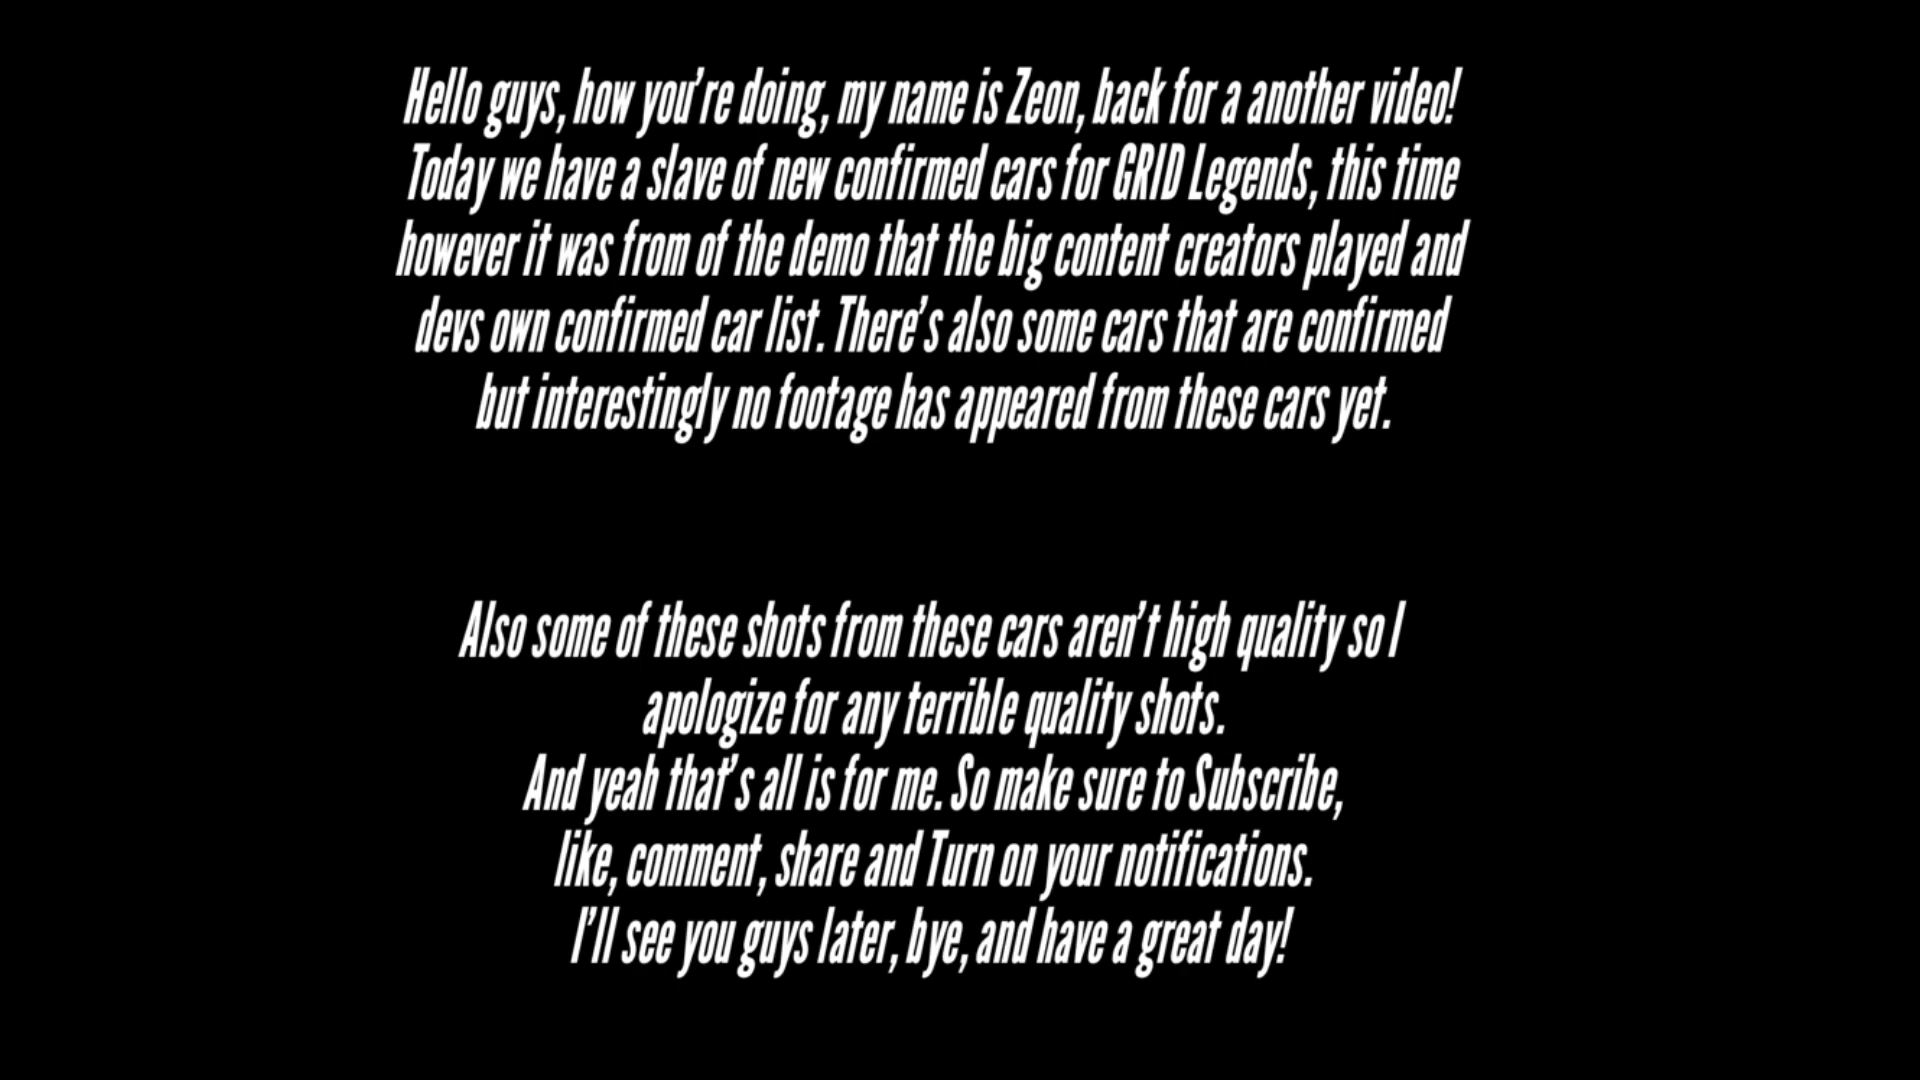 Hello guys, how you're doing, my name is Zeon, back for a another video!
Today we have a slave of new confirmed cars for GRID Legends, this time
however it was from of the demo that the big content creators played and
devs own confirmed car list. There's also some cars that are confirmed
but interestingly no footage has appeared from these cars yet.
Also some of these shots from these cars aren't high quality so I
apologize for any terrible quality shots.
And yeah that's all is for me. So make sure to Subscribe,
like, comment, share and Turn on your notifications.
I'll see you guys later, bye, and have a great day!